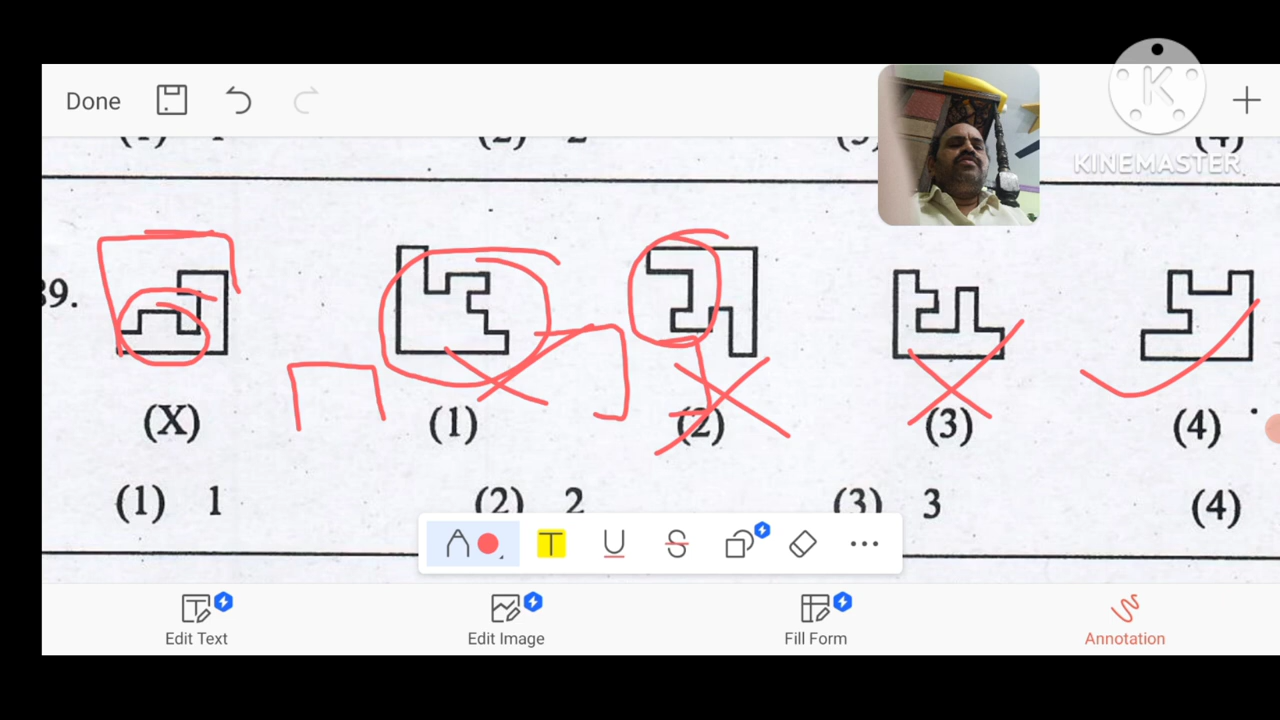 Done
K
KINEMASTER
39.
(X) (1) (2) (3) (4)
(1) 1 (2) 2 (3) 3 (4)
A T U S
Edit Text Edit Image Fill Form Annotation